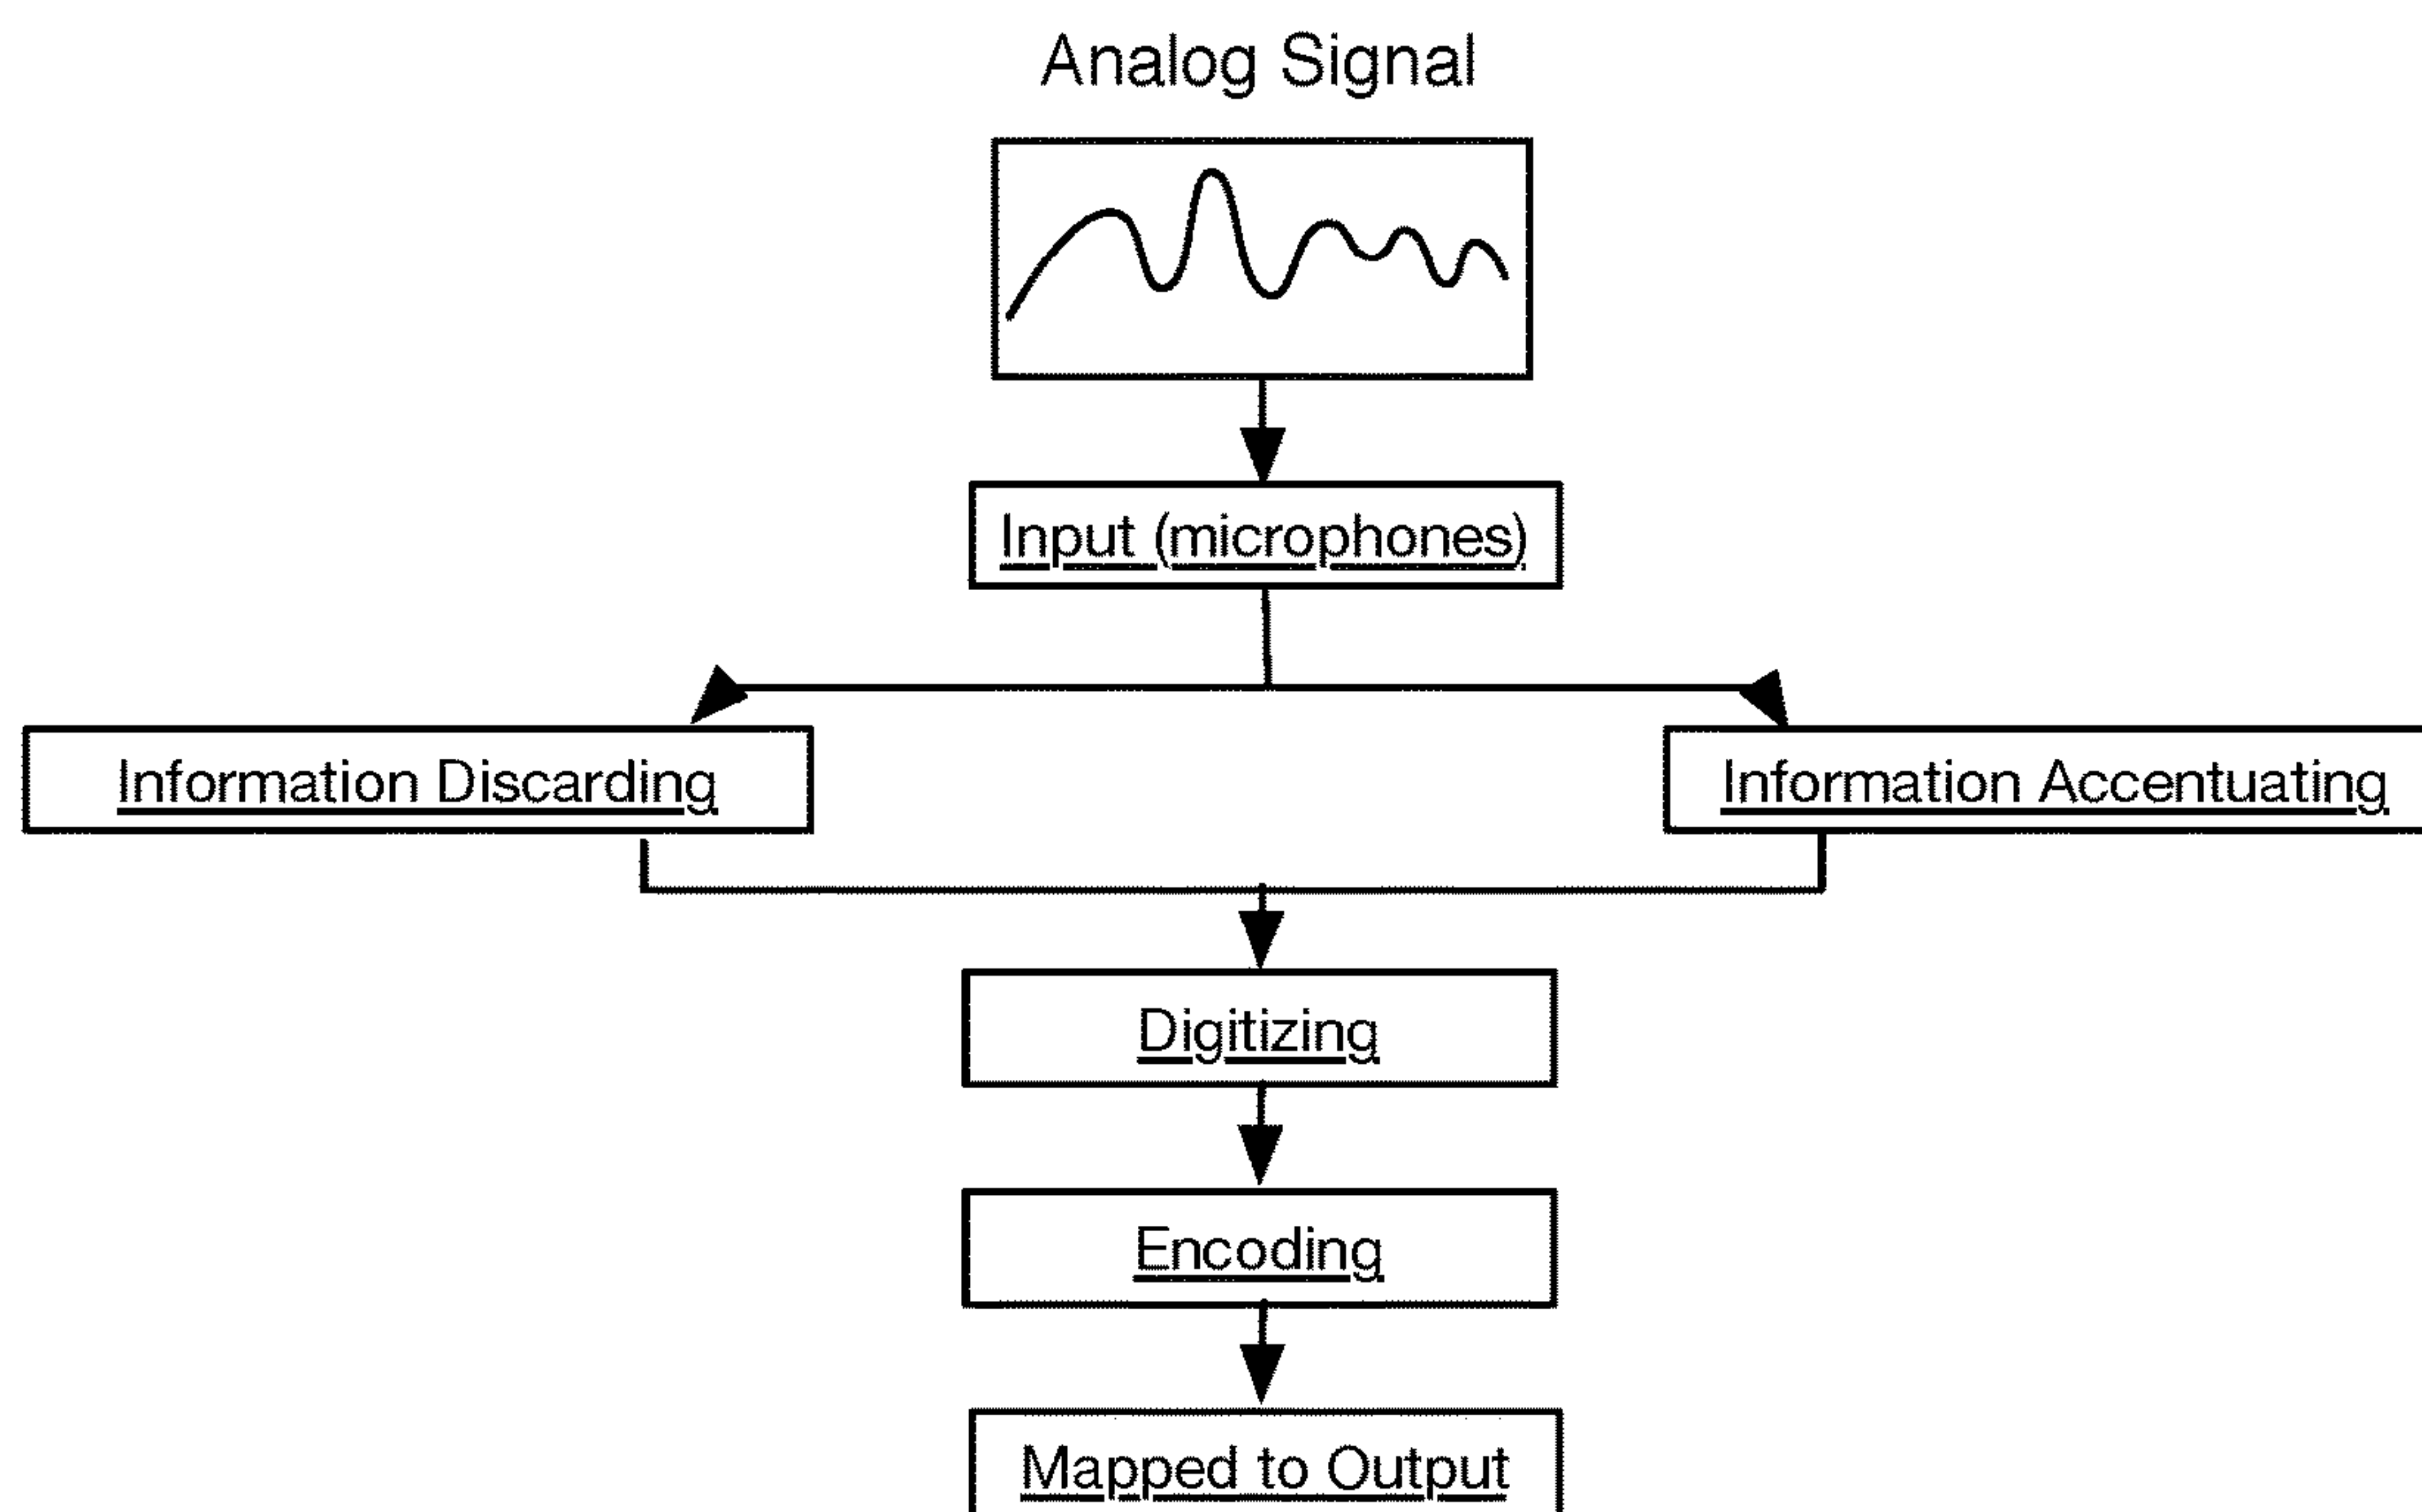 Analog Signal
Input (microphones)
Information Discarding
Information Accentuating
Digitizing
Encoding
Mapped to Output